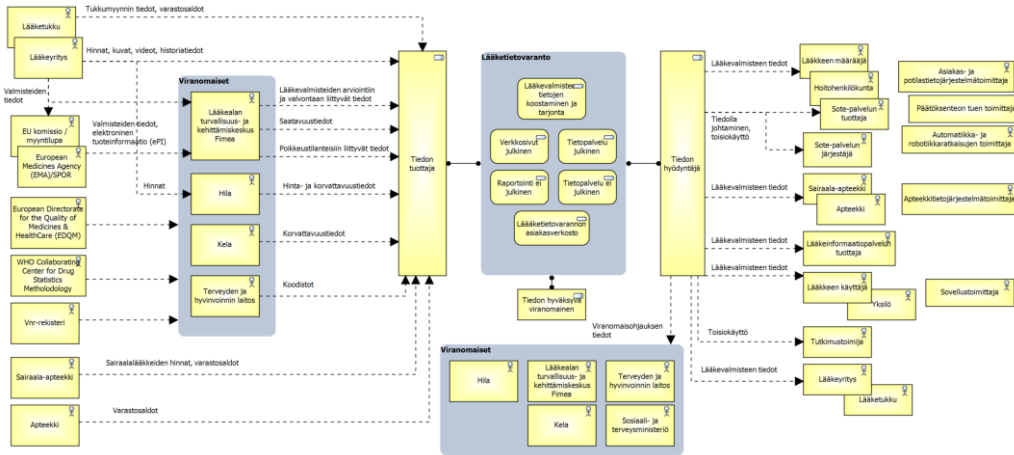 Lääketukku
Lääkeyritys
Tukkumyynnin tiedot, varastosaldot
Hinnat, kuvat, videot, historiatiedot
Valmisteiden
tiedot
EU komissio /
myyntilupa
European
Medicines Agency
(EMA)/SPOR
Valmisteiden tiedot,
elektroninen
tuoteinformaatio (ePI)
Hinnat
European Directorate
for the Quality of
Medicines &
HealthCare (EDQM)
WHO Collaborating
Center for Drug
Statistics
Metholodology
Vnr-rekisteri
Sairaala-apteekki
Sairaalalääkkeiden hinnat, varastosaldot
Apteekki
Varastosaldot
Viranomaiset
Lääkealan
turvallisuus- ja
kehittämiskeskus
Fimea
Hila
Kela
Terveyden ja
hyvinvoinnin laitos
Lääkevalmisteiden arviointiin
ja valvontaan liittyvät tiedot
Saatavuustiedot
Poikkeustilanteisiin liittyvät tiedot
Hinta- ja korvattavuustiedot
Korvattavuustiedot
Koodistot
Tiedon
tuottaja
Lääketietovaranto
Lääkevalmisteen
tietojen
koostaminen ja
tarjonta
Verkkosivut
julkinen
Tietopalvelu
julkinen
Raportointi ei
julkinen
Tietopalvelu ei
julkinen
Läääketietovarannon
asiakasverkosto
Tiedon hyväksyvä
viranomainen
Tiedon
hyödyntäjä
Viranomaisohjauksen
tiedot
Viranomaiset
Hila
Lääkealan
turvallisuus- ja
kehittämiskeskus
Fimea
Terveyden ja
hyvinvoinnin laitos
Kela
Sosiaali- ja
terveysministeriö
Lääkevalmisteen tiedot
Tiedolla
johtaminen,
toisiokäyttö
Lääkevalmisteen tiedot
Lääkevalmisteen tiedot
Lääkevalmisteen tiedot
Toisiokäyttö
Lääkevalmisteen tiedot
Lääkkeen määrääjä
Hoitohenkilökunta
Sote-palvelun
tuottaja
Sote-palvelun
järjestäjä
Sairaala-apteekki
Apteekki
Lääkeinformaatiopalvelun
tuottaja
Lääkkeen käyttäjä
Yksilö
Tutkimustoimija
Lääkeyritys
Lääketukku
Asiakas- ja
potilastietojärjestelmätoimittaja
Päätöksenteon tuen toimittaja
Automatiikka- ja
robotiikkaratkaisujen toimittaja
Apteekkitietojärjestelmätoimittaja
Sovellustoimittaja